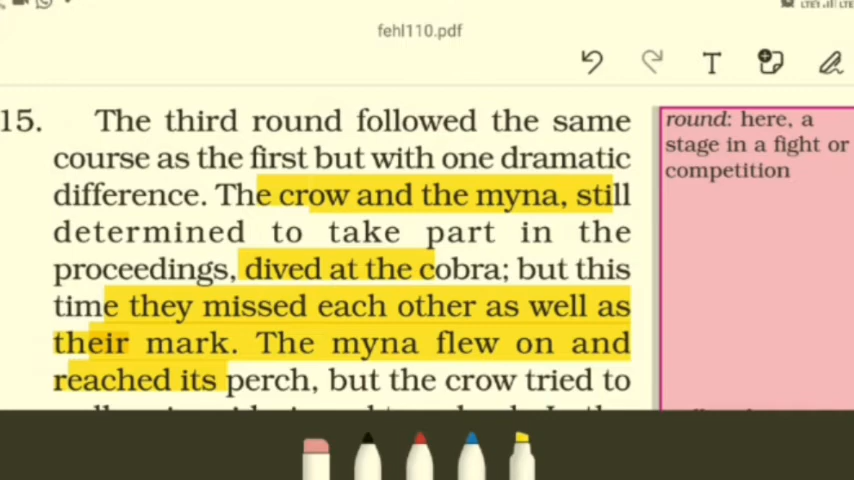 fehl110.pdf
T
15. The third round followed the same
course as the first but with one dramatic
difference. The crow and the myna, still
determined to take part in the
proceedings, dived at the cobra; but this
time they missed each other as well as
their mark. The myna flew on and
reached its perch, but the crow tried to
round: here, a
stage in a fight or
competition